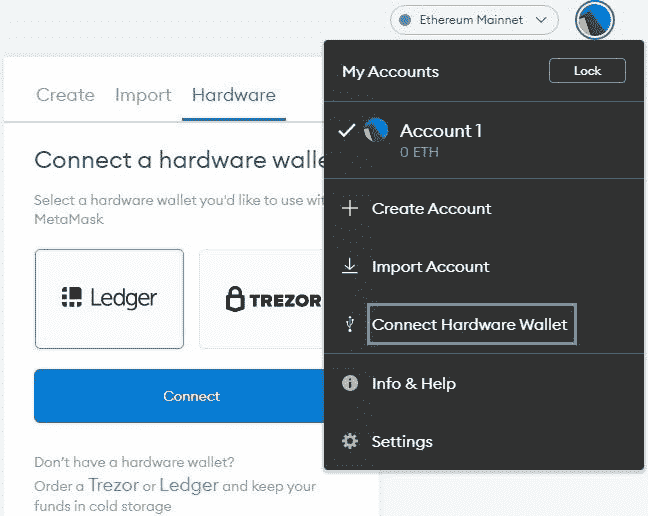 Ethereum Mainnet
My Accounts
Lock
Create Import Hardware
Account 1
0 ETH
Connect a hardware walle
Select a hardware wallet you'd like to use wit
MetaMask
Create Account
Import Account
Ledger
TREZOR
Connect Hardware Wallet
Connect
Info & Help
Settings
Don't have a hardware wallet?
Order a Trezor or Ledger and keep your
funds in cold storage